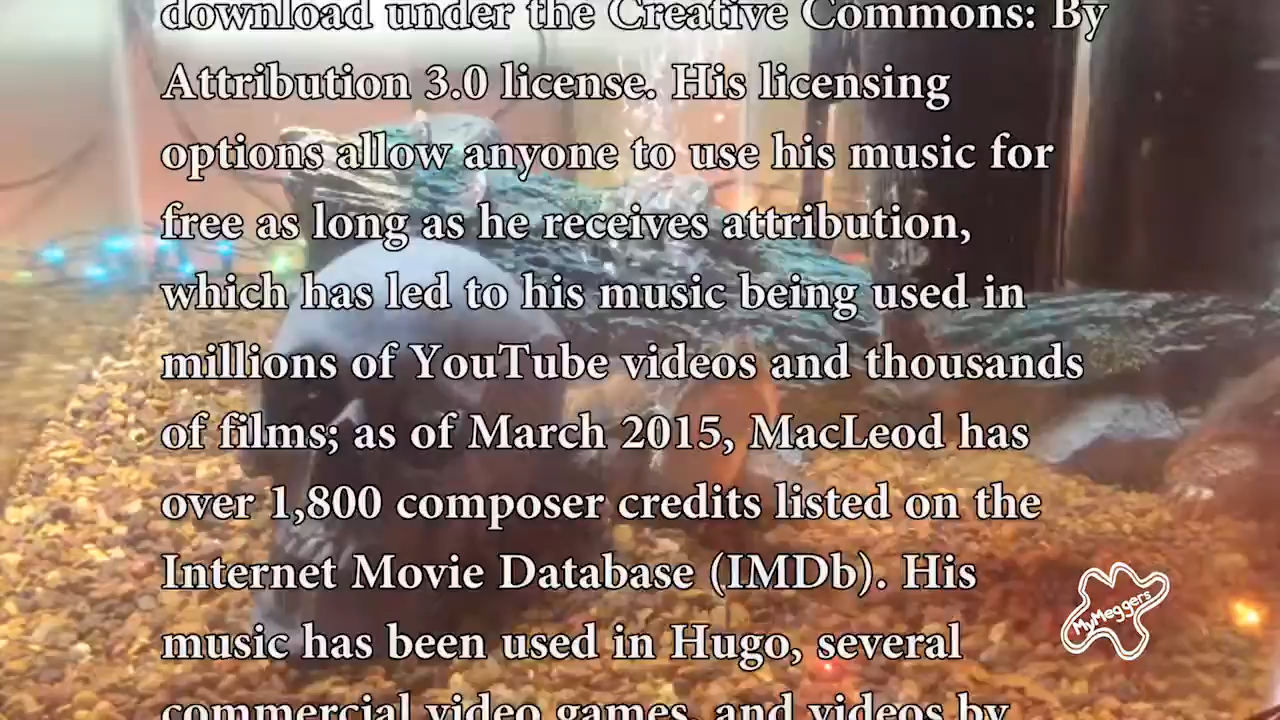 download under the Creative Commons: By
Attribution 3.0 license. His licensing
options allow anyone to use his music for
free as long as he receives attribution,
which has led to his music being used in
millions of YouTube videos and thousands
of films; as of March 2015, MacLeod has
over 1,800 composer credits listed on the
Internet Movie Database (IMDb). His
music has been used in Hugo, several
commercial video games, and videos by
MyMeggers